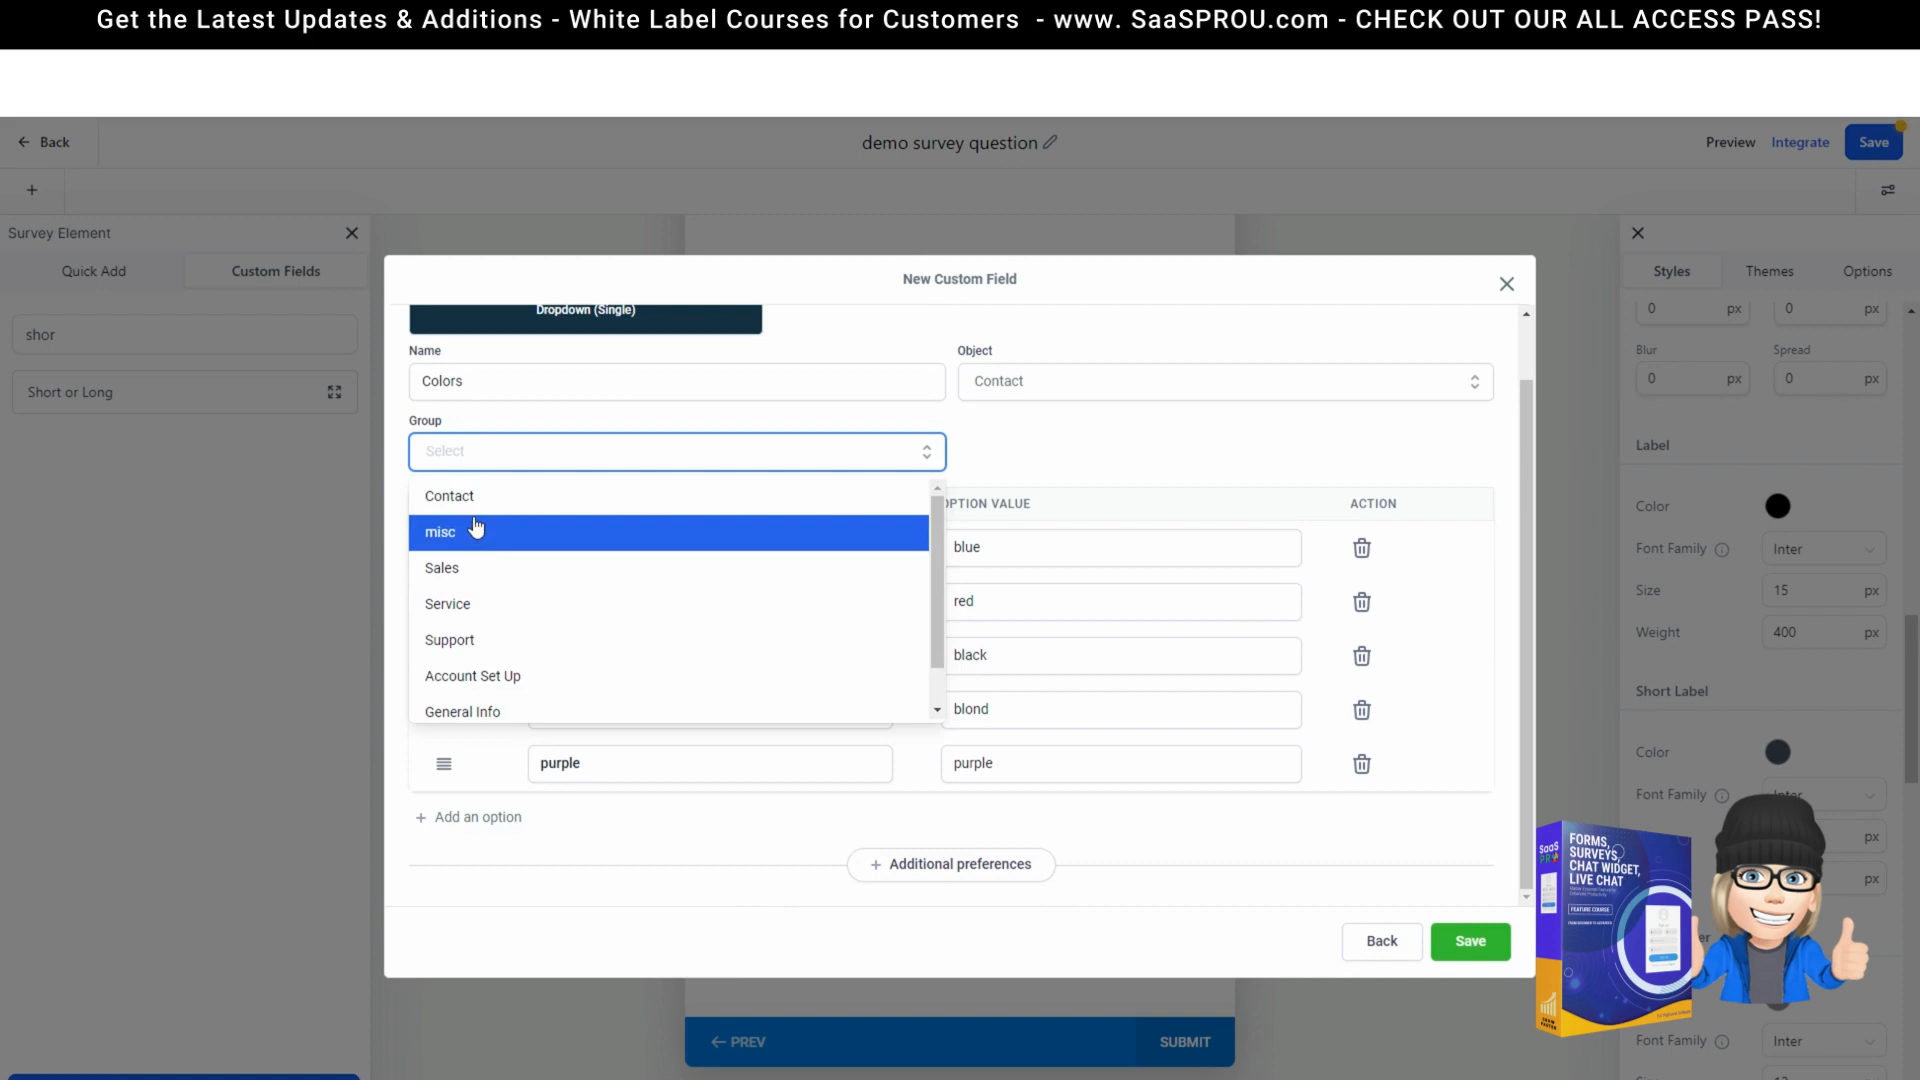 Get the Latest Updates & Additions - White Label Courses for Customers - www. SaaSPROU.com - CHECK OUT OUR ALL ACCESS PASS!
Back
demo survey question
Preview
Integrate
Save
Survey Element
Quick Add
Custom Fields
shor
Short or Long
New Custom Field
Dropdown (Single)
Name
Object
Colors
Contact
Group
Select
Contact
misc
Sales
Service
Support
Account Set Up
General Info
OPTION VALUE
ACTION
blue
red
black
blond
purple
purple
Add an option
Additional preferences
Back
Save
PREV
SUBMIT
Styles
Themes
Options
0 px
0 px
Blur
Spread
0 px
0 px
Label
Color
Font Family
Inter
Size
15 px
Weight
400 px
Short Label
Color
Font Family
Inter
px
px
Font Family
Inter
SaaS
PRO
FORMS,
SURVEYS,
CHAT WIDGET,
LIVE CHAT
FEATURE COURSE